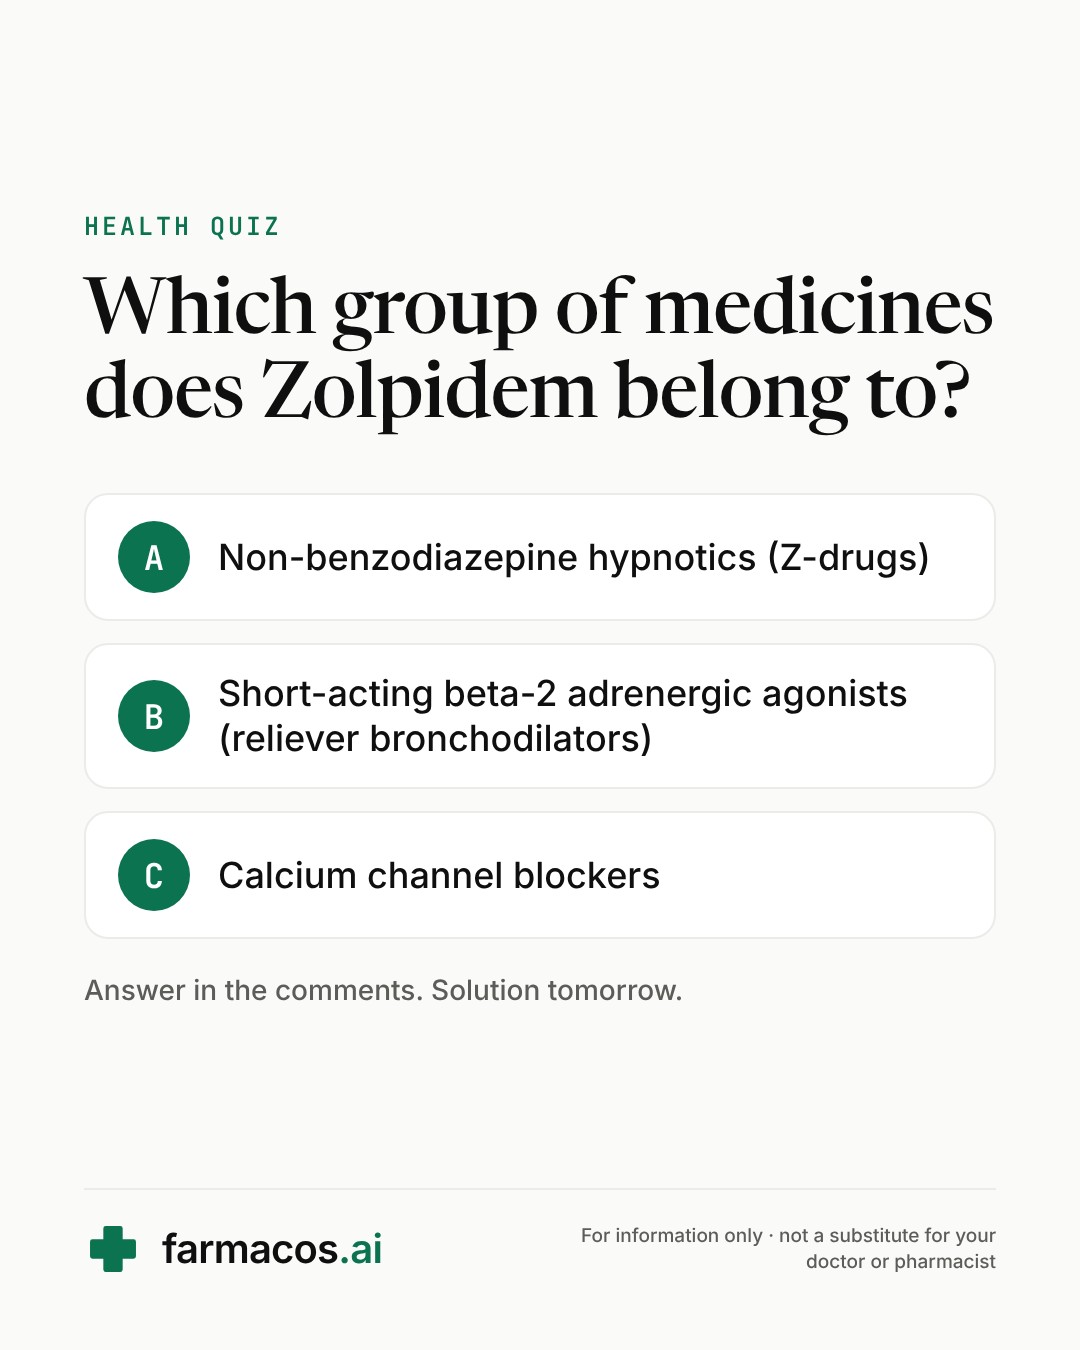 HEALTH QUIZ
Which group of medicines
does Zolpidem belong to?
A Non-benzodiazepine hypnotics (Z-drugs)
B Short-acting beta-2 adrenergic agonists
(reliever bronchodilators)
C Calcium channel blockers
Answer in the comments. Solution tomorrow.
farmacos.ai
For information only · not a substitute for your
doctor or pharmacist